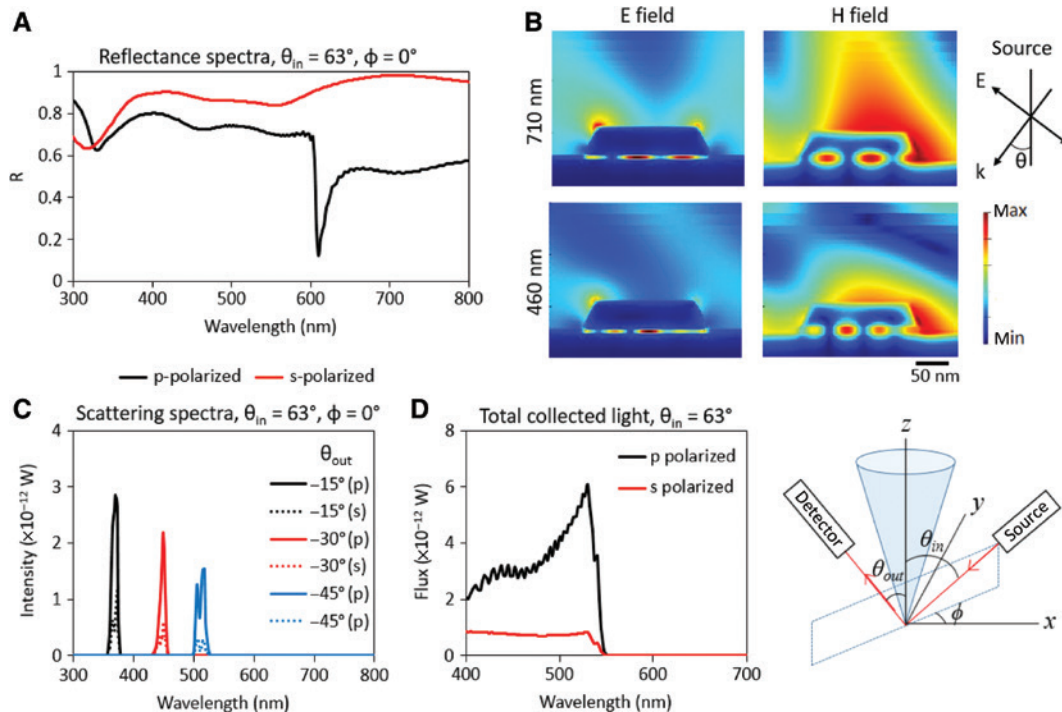 A
Reflectance spectra, θin = 63°, ϕ = 0°
1
0.8
0.6
0.4
0.2
0
R
300 400 500 600 700 800
Wavelength (nm)
p-polarized s-polarized
B
E field H field
710 nm
460 nm
Source
E
k
θ
Max
Min
50 nm
C
Scattering spectra, θin = 63°, ϕ = 0°
4
3
2
1
0
Intensity (×10−12 W)
300 400 500 600 700 800
Wavelength (nm)
θout
−15° (p)
−15° (s)
−30° (p)
−30° (s)
−45° (p)
−45° (p)
D
Total collected light, θin = 63°
8
6
4
2
0
Flux (×10−12 W)
400 500 600 700
Wavelength (nm)
p polarized
s polarized
z
y
x
Detector
Source
θin
θout
ϕ